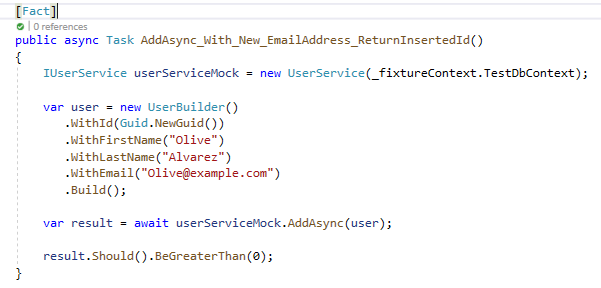 [Fact]
| 0 references
public async Task AddAsync_With_New_EmailAddress_ReturnInsertedId()
{
IUserService userServiceMock = new UserService(_fixtureContext.TestDbContext);
var user = new UserBuilder()
.WithId(Guid.NewGuid())
.WithFirstName("Olive")
.WithLastName("Alvarez")
.WithEmail("Olive@example.com")
.Build();
var result = await userServiceMock.AddAsync(user);
result.Should().BeGreaterThan(0);
}